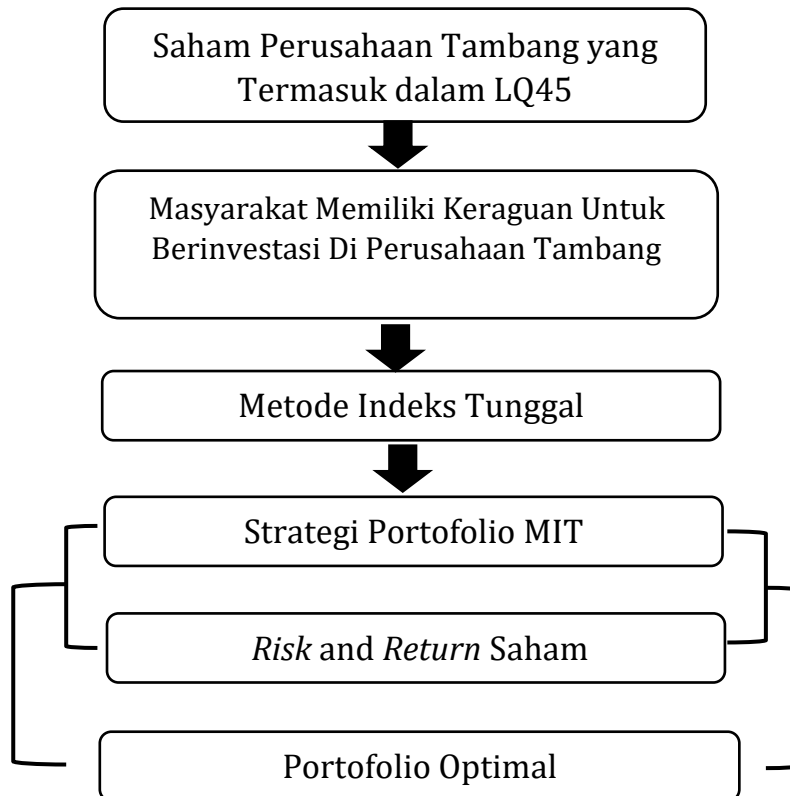 Saham Perusahaan Tambang yang
Termasuk dalam LQ45
Masyarakat Memiliki Keraguan Untuk
Berinvestasi Di Perusahaan Tambang
Metode Indeks Tunggal
Strategi Portofolio MIT
Risk and Return Saham
Portofolio Optimal